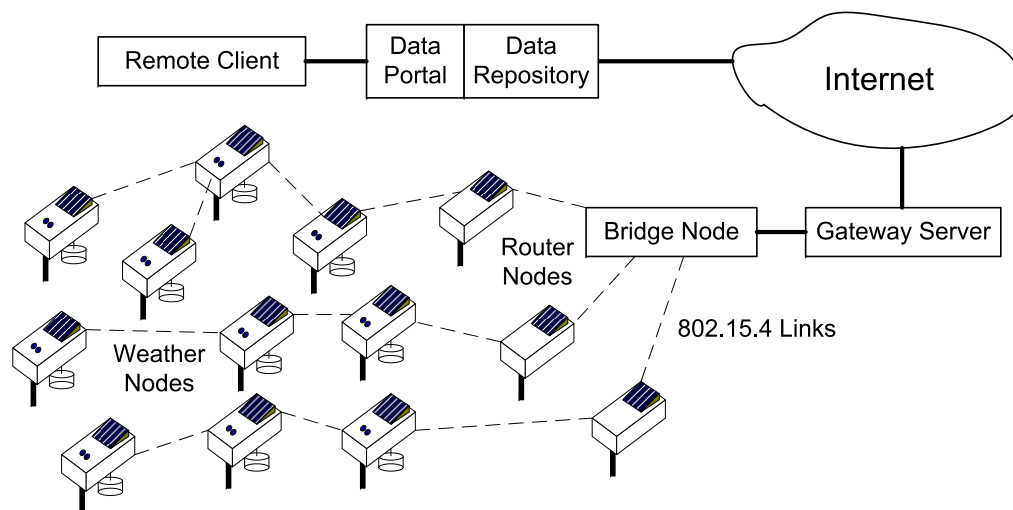 Remote Client
Data
Portal
Data
Repository
Internet
Bridge Node
Gateway Server
Router
Nodes
802.15.4 Links
Weather
Nodes